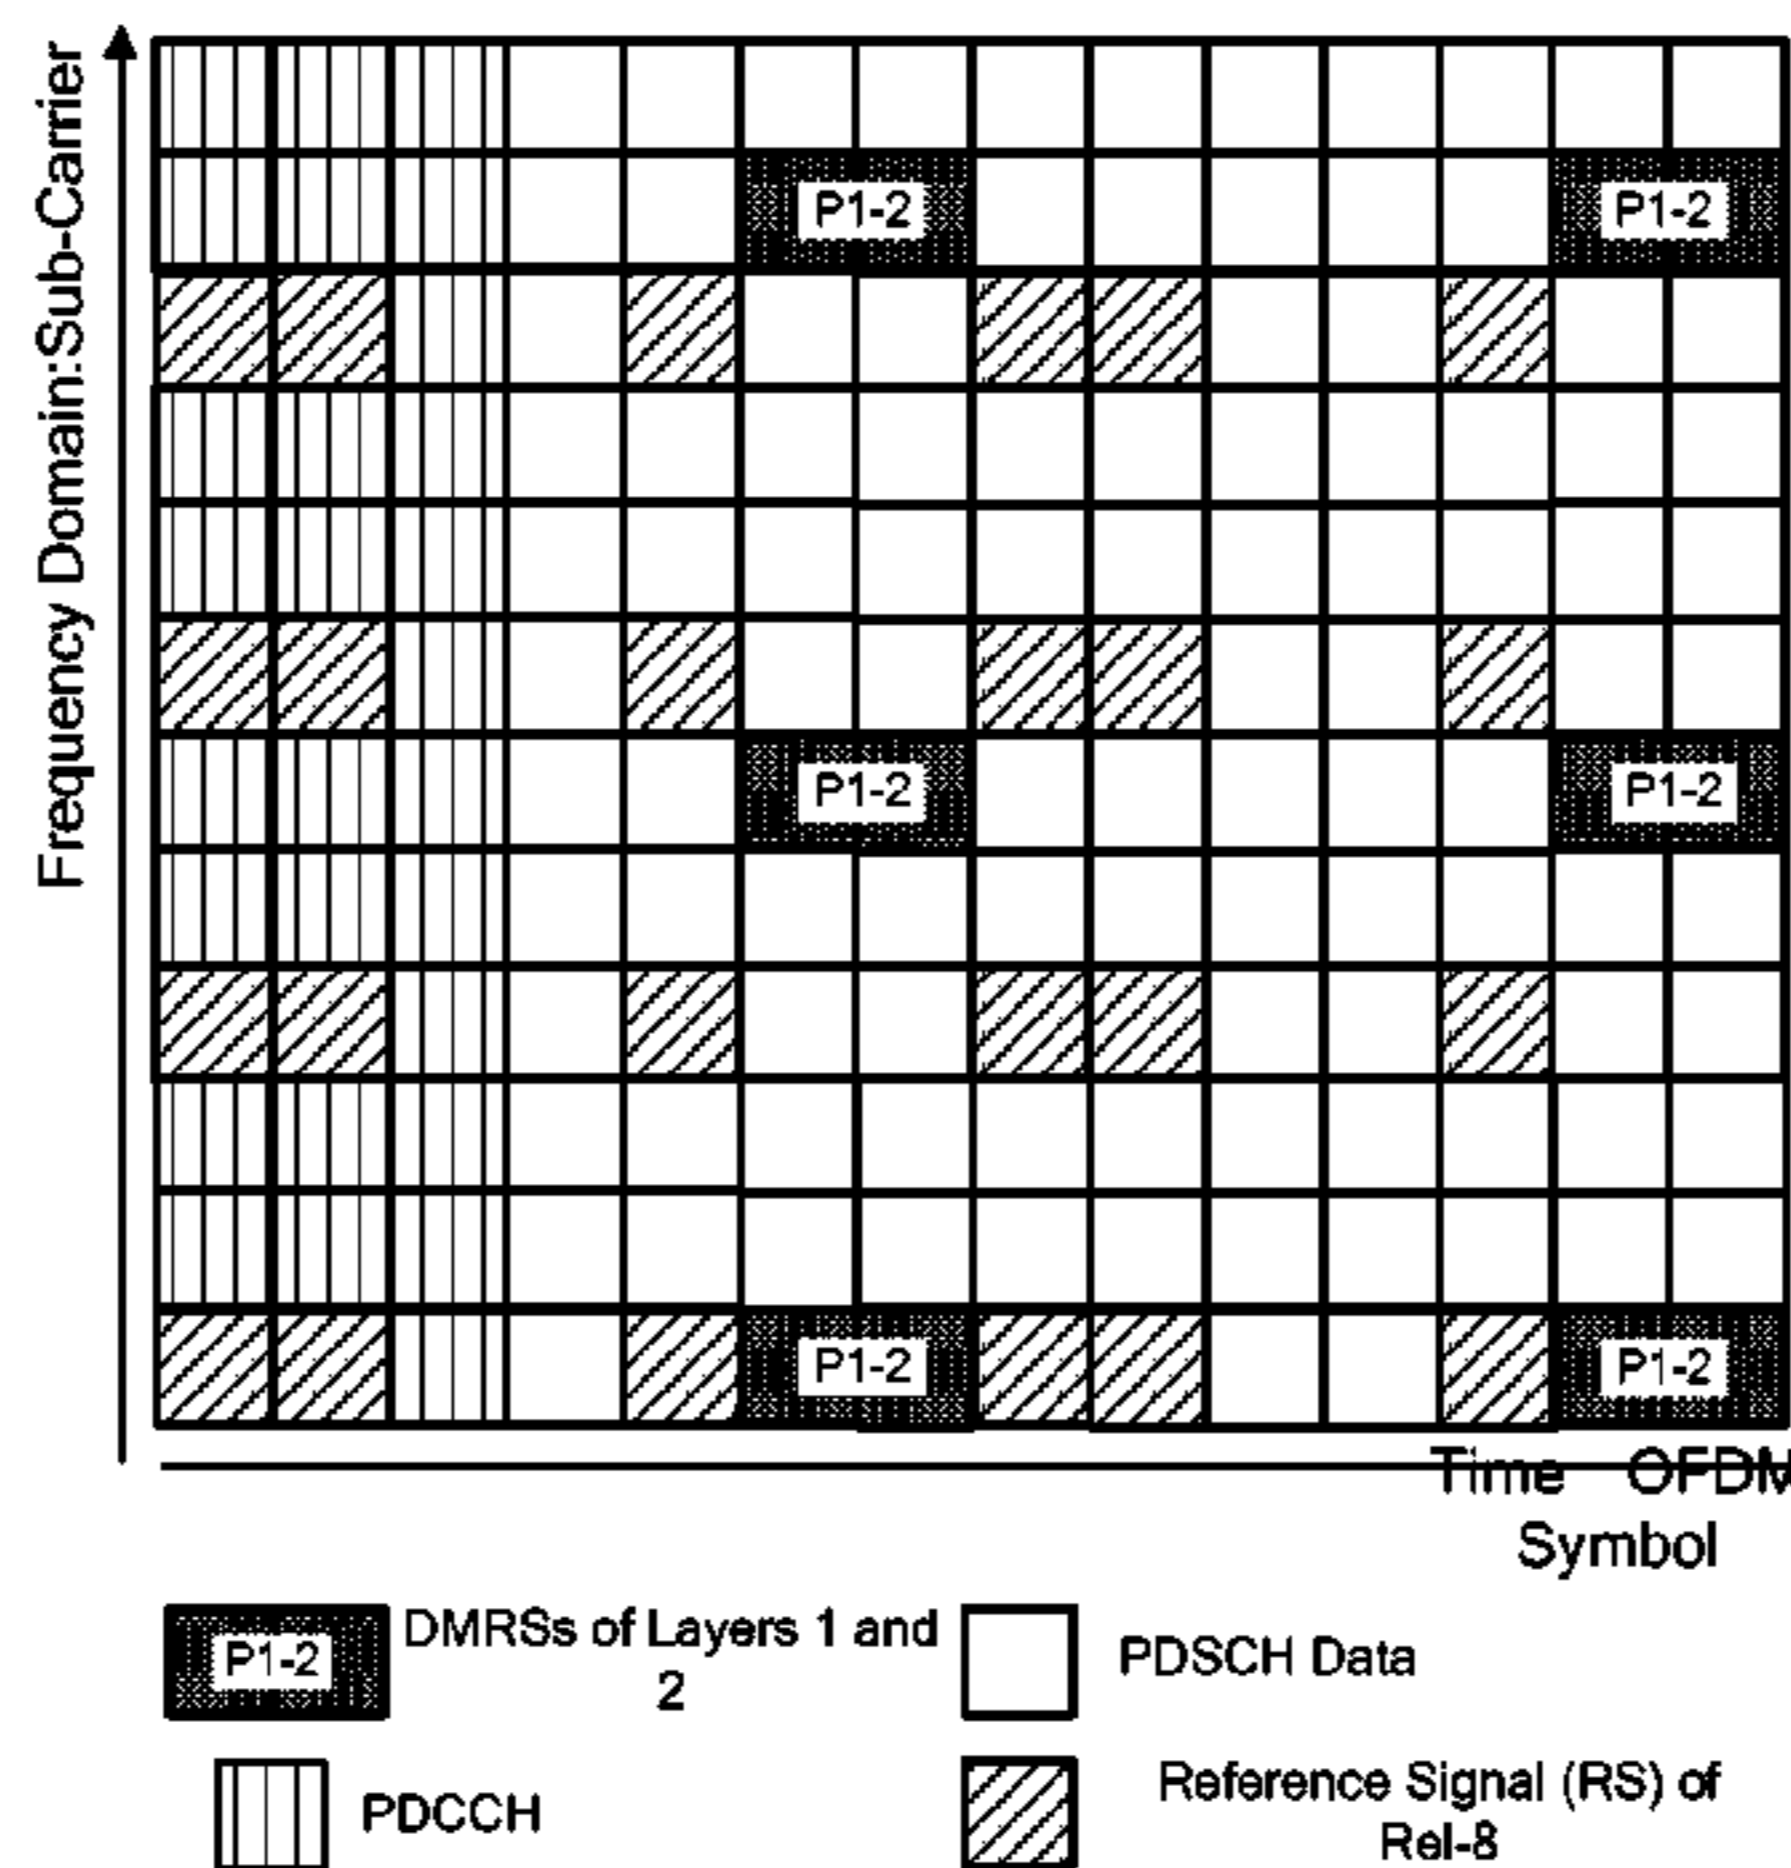 Frequency Domain:Sub-Carrier
P1-2
P1-2
P1-2
P1-2
P1-2
P1-2
Time OFDM
Symbol
P1-2
DMRSs of Layers 1 and
2
PDSCH Data
PDCCH
Reference Signal (RS) of
Rel-8